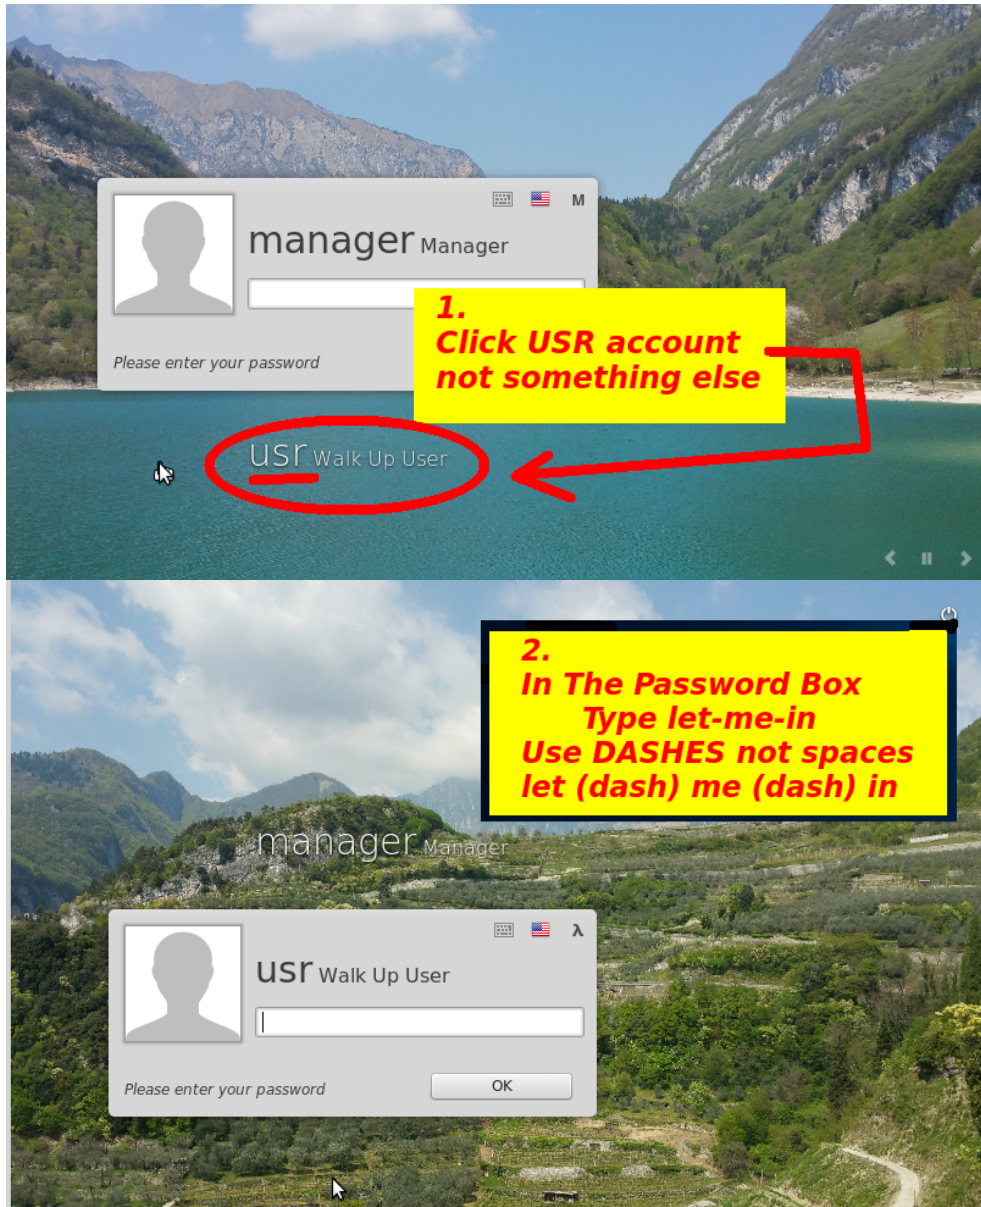 M
manager Manager
1.
Click USR account
not something else
Please enter your password
usr Walk Up User
2.
In The Password Box
Type let-me-in
Use DASHES not spaces
let (dash) me (dash) in
manager Manager
λ
usr Walk Up User
Please enter your password
OK